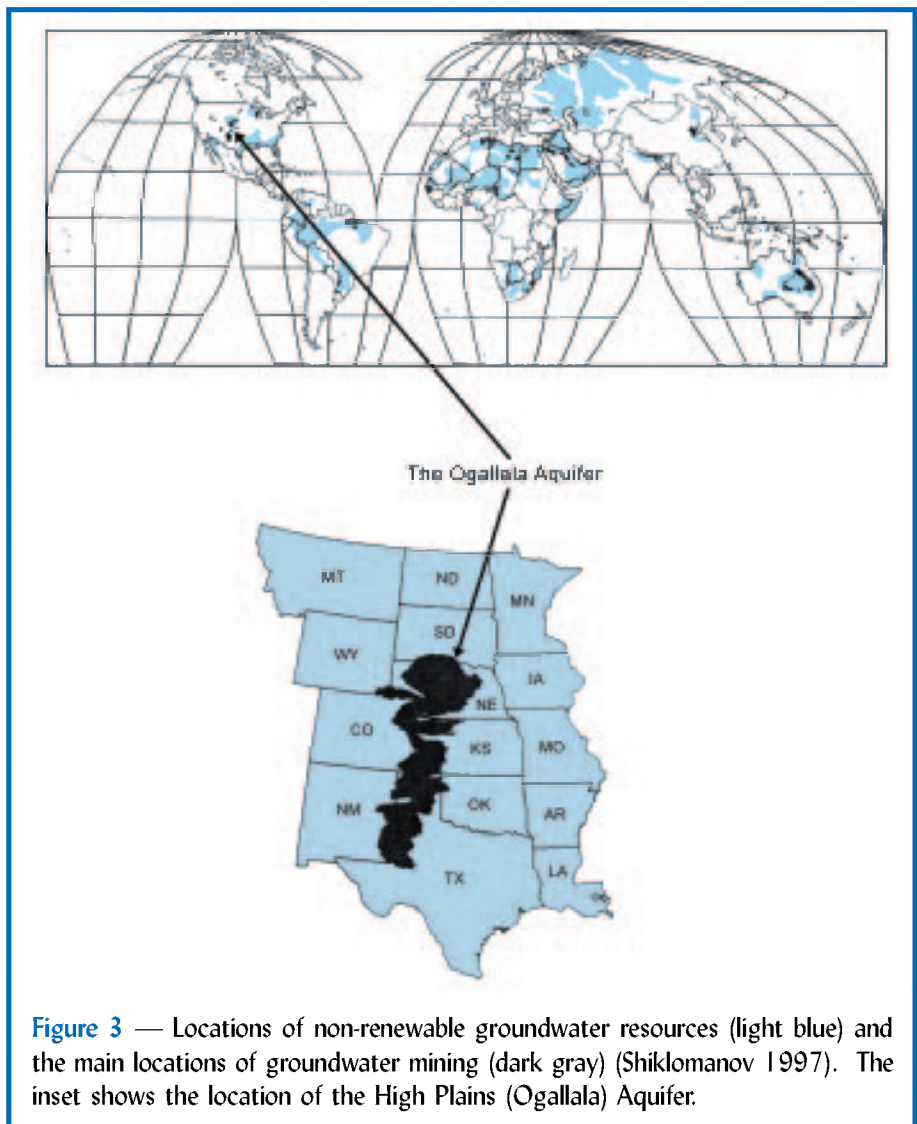 The Ogallala Aquifer
MT
ND
MN
SD
WY
IA
NE
CO
KS
MO
NM
OK
AR
TX
LA
Figure 3 — Locations of non-renewable groundwater resources (light blue) and
the main locations of groundwater mining (dark gray) (Shiklomanov 1997). The
inset shows the location of the High Plains (Ogallala) Aquifer.